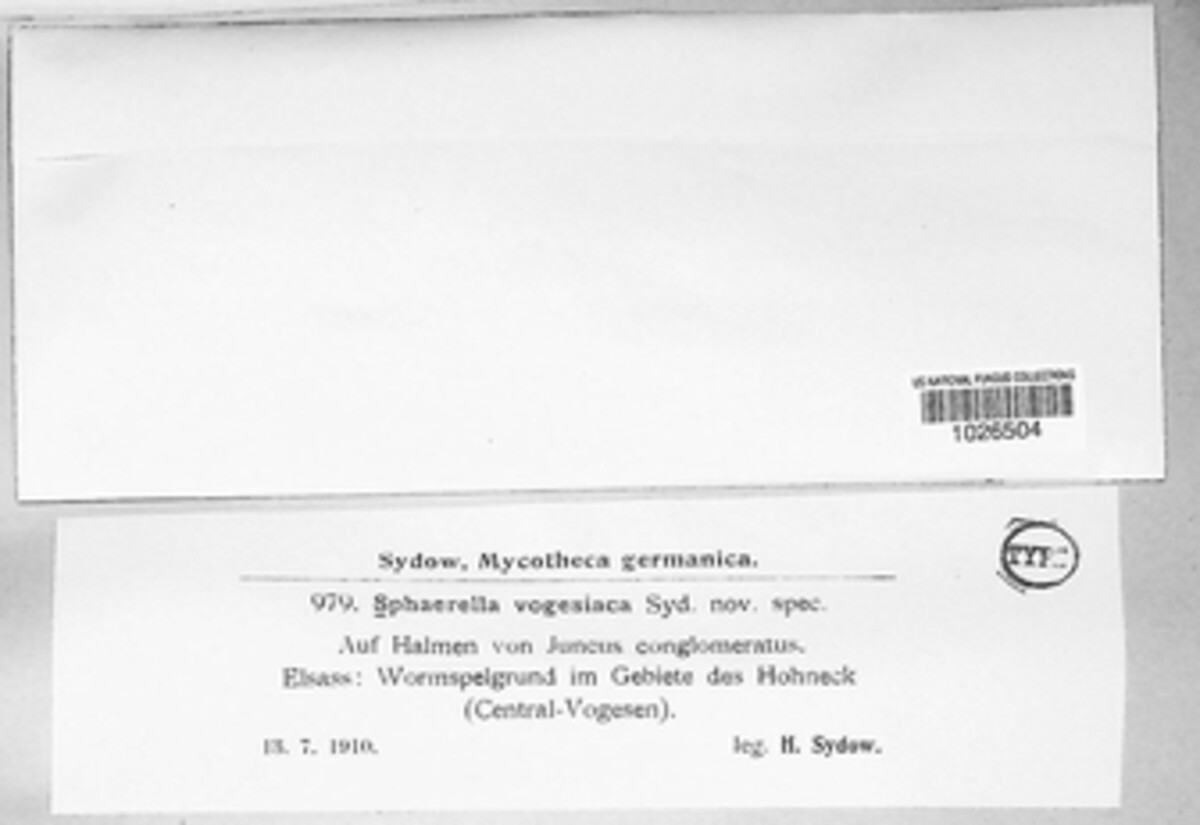 US NATIONAL FUNGUS COLLECTIONS
1026504
TYPE
Sydow, Mycotheca germanica.
979. Sphaerella vogesiaca Syd. nov. spec.
Auf Halmen von Juncus conglomeratus.
Elsass: Wormspelgrund im Gebiete des Hohneck
(Central-Vogesen).
13. 7. 1910. leg. H. Sydow.